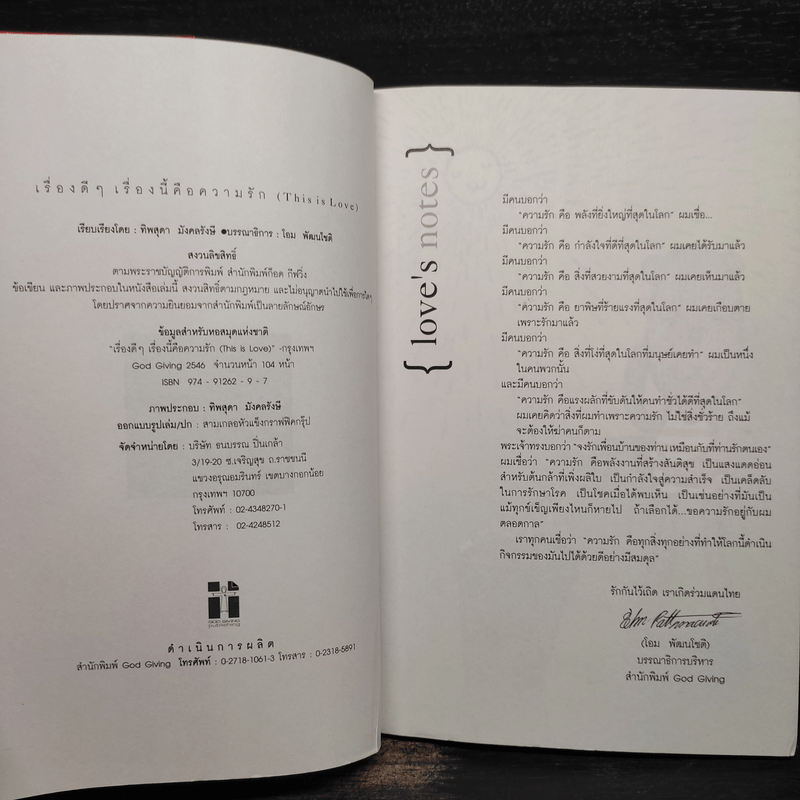 เรื่องดีๆ เรื่องนี้คือความรัก (This is Love)
เรียบเรียงโดย : ทิพสุดา มังคลรังษี ●บรรณาธิการ : โอม พัฒนโชติ
สงวนลิขสิทธิ์
ตามพระราชบัญญัติการพิมพ์ สำนักพิมพ์ก็อด กีฟวิ่ง
ข้อเขียน และภาพประกอบในหนังสือเล่มนี้ สงวนสิทธิ์ตามกฎหมาย และไม่อนุญาตนำไปใช้เพื่อการใดๆ
โดยปราศจากความยินยอมจากสำนักพิมพ์เป็นลายลักษณ์อักษร
ข้อมูลสำหรับหอสมุดแห่งชาติ
"เรื่องดีๆ เรื่องนี้คือความรัก (This is Love)" -กรุงเทพฯ
God Giving 2546 จำนวนหน้า 104 หน้า
ISBN 974 - 91262 - 9 - 7
ภาพประกอบ : ทิพสุดา มังคลรังษี
ออกแบบรูปเล่ม/ปก : สามเกลอหัวแข็งกราฟฟิคกรุ๊ป
จัดจำหน่ายโดย : บริษัท อนบรรณ ปิ่นเกล้า
3/19-20 ซ.เจริญสุข ถ.ราชชนนี
แขวงอรุณอมรินทร์ เขตบางกอกน้อย
กรุงเทพฯ 10700
โทรศัพท์ : 02-4348270-1
โทรสาร : 02-4248512
GOD GIVING
publishing
ดำเนินการผลิต
สำนักพิมพ์ God Giving โทรศัพท์ : 0-2718-1061-3 โทรสาร : 0-2318-5891
{ love's notes }
มีคนบอกว่า
"ความรัก คือ พลังที่ยิ่งใหญ่ที่สุดในโลก" ผมเชื่อ...
มีคนบอกว่า
"ความรัก คือ กำลังใจที่ดีที่สุดในโลก" ผมเคยได้รับมาแล้ว
มีคนบอกว่า
"ความรัก คือ สิ่งที่สวยงามที่สุดในโลก" ผมเคยเห็นมาแล้ว
มีคนบอกว่า
"ความรัก คือ ยาพิษที่ร้ายแรงที่สุดในโลก" ผมเคยเกือบตาย
เพราะรักมาแล้ว
มีคนบอกว่า
"ความรัก คือ สิ่งที่โง่ที่สุดในโลกที่มนุษย์เคยทำ" ผมเป็นหนึ่ง
ในคนพวกนั้น
และมีคนบอกว่า
"ความรัก คือแรงผลักที่ขับดันให้คนทำชั่วได้ดีที่สุดในโลก"
ผมเคยคิดว่าสิ่งที่ผมทำเพราะความรัก ไม่ใช่สิ่งชั่วร้าย ถึงแม้
จะต้องให้ฆ่าคนก็ตาม
พระเจ้าทรงบอกว่า "จงรักเพื่อนบ้านของท่าน เหมือนกับที่ท่านรักตนเอง"
ผมเชื่อว่า "ความรัก คือพลังงานที่สร้างสันติสุข เป็นแสงแดดอ่อน
สำหรับต้นกล้าที่เพิ่งผลิใบ เป็นกำลังใจสู่ความสำเร็จ เป็นเคล็ดลับ
ในการรักษาโรค เป็นโชคเมื่อได้พบเห็น เป็นเช่นอย่างที่มันเป็น
แม้ทุกข์เข็ญเพียงไหนก็หายไป ถ้าเลือกได้...ขอความรักอยู่กับผม
ตลอดกาล"
เราทุกคนเชื่อว่า "ความรัก คือทุกสิ่งทุกอย่างที่ทำให้โลกนี้ดำเนิน
กิจกรรมของมันไปได้ด้วยดีอย่างมีสมดุล"
รักกันไว้เถิด เราเกิดร่วมแดนไทย
(โอม พัฒนโชติ)
บรรณาธิการบริหาร
สำนักพิมพ์ God Giving